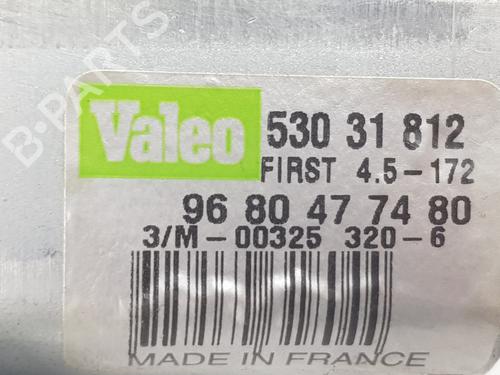 B-PARTS
Valeo 530 31 812
FIRST 4.5-172
96 80 47 74 80
3/M-00325 320-6
MADE IN FRANCE